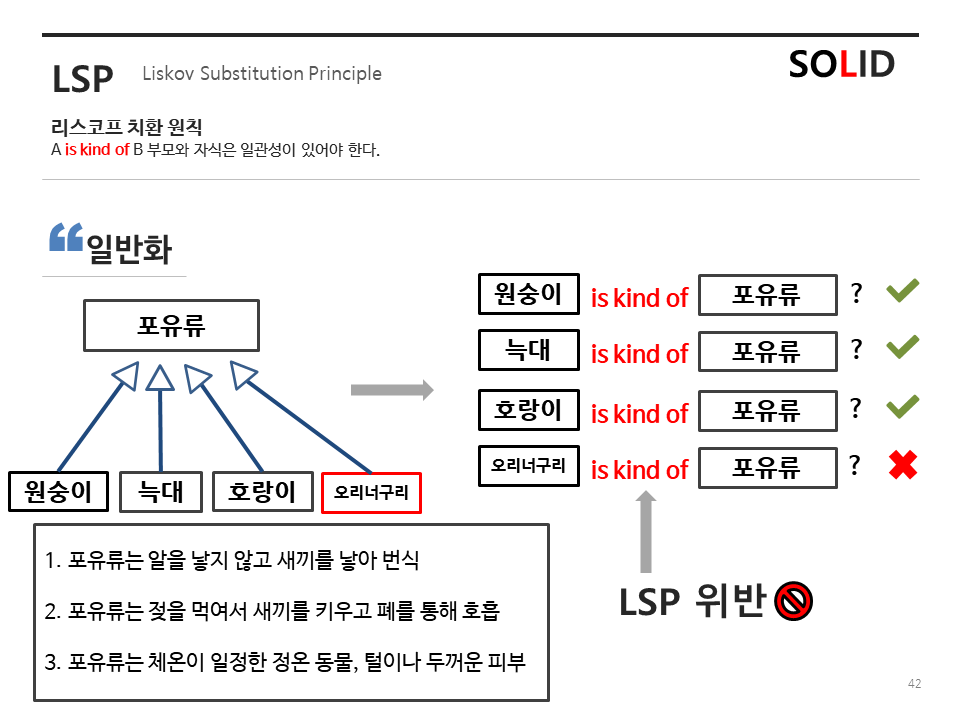 LSP Liskov Substitution Principle
SOLID
리스코프 치환 원칙
A is kind of B 부모와 자식은 일관성이 있어야 한다.
“일반화
포유류
원숭이 늑대 호랑이 오리너구리
원숭이 is kind of 포유류 ?
늑대 is kind of 포유류 ?
호랑이 is kind of 포유류 ?
오리너구리 is kind of 포유류 ?
LSP 위반
1. 포유류는 알을 낳지 않고 새끼를 낳아 번식
2. 포유류는 젖을 먹여서 새끼를 키우고 폐를 통해 호흡
3. 포유류는 체온이 일정한 정온 동물, 털이나 두꺼운 피부
42